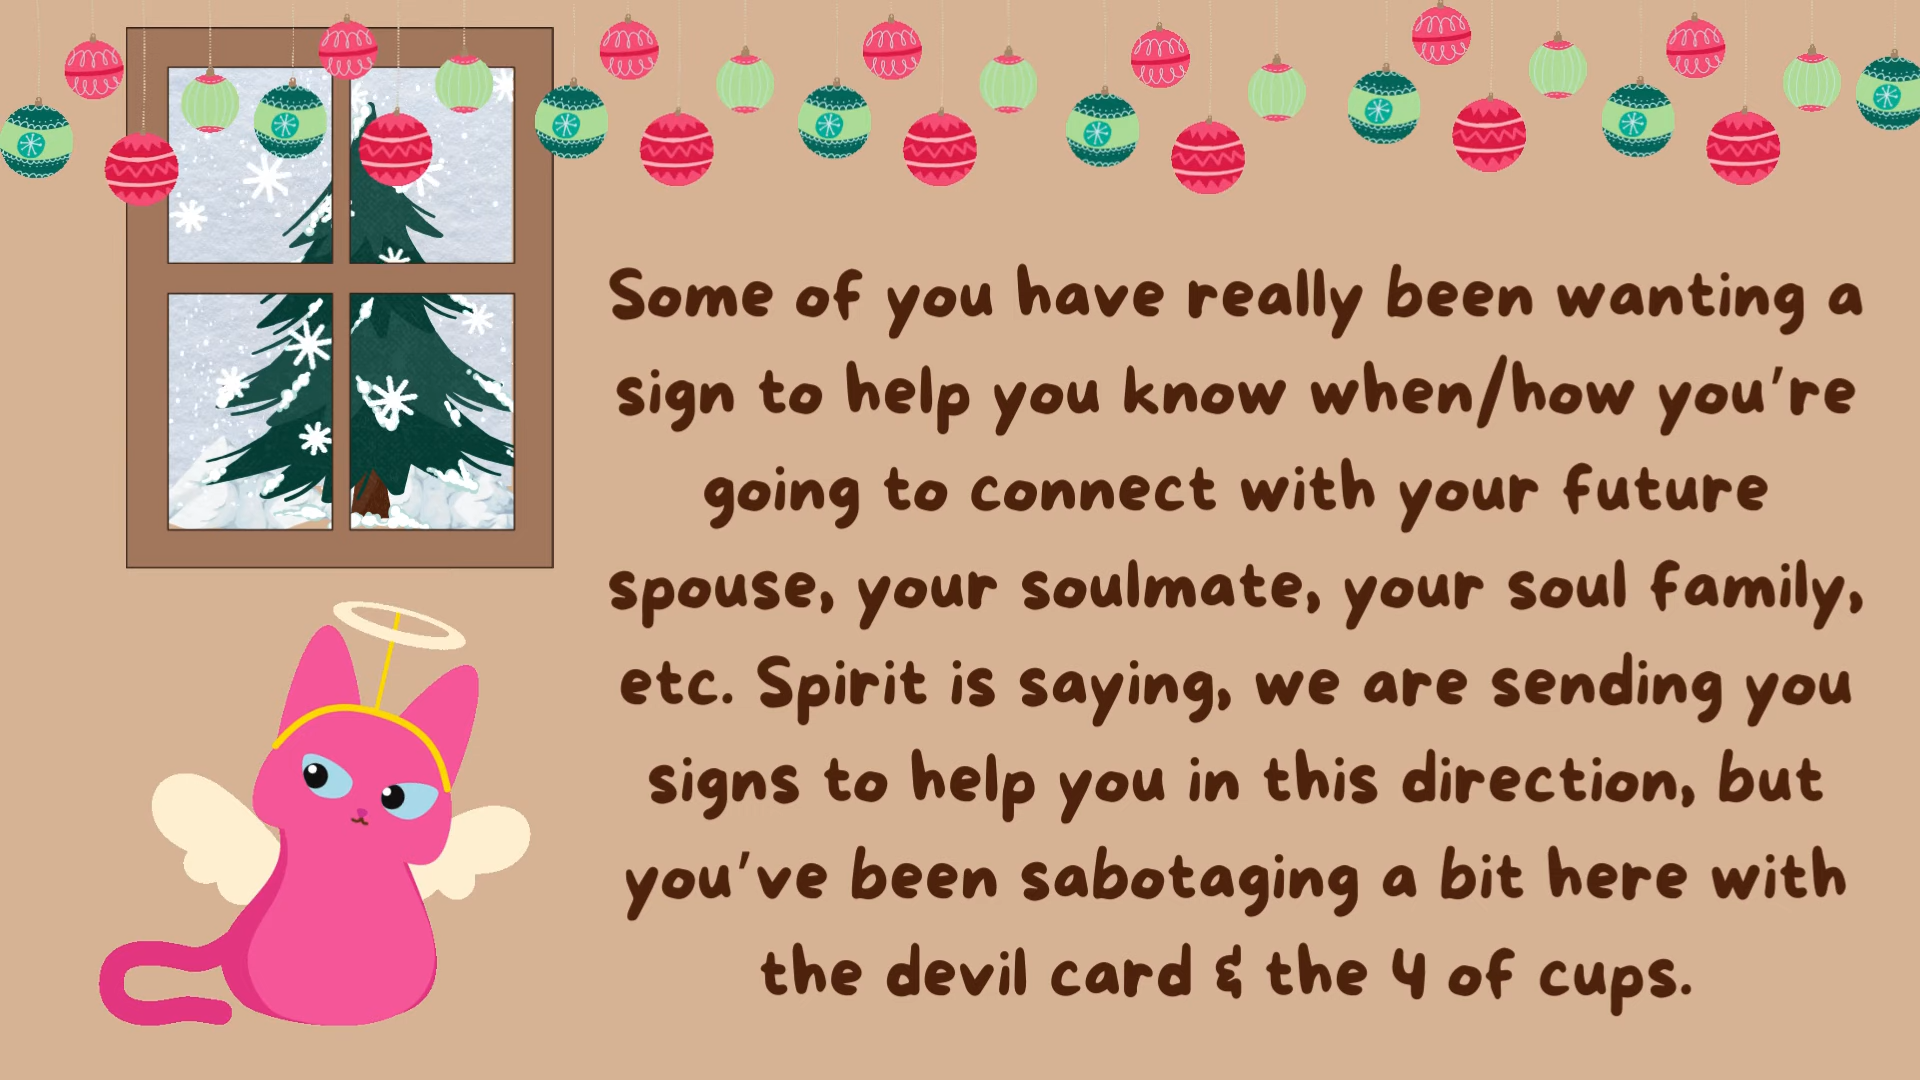 Some of you have really been wanting a
sign to help you know when/how you're
going to connect with your future
spouse, your soulmate, your soul family,
etc. Spirit is saying, we are sending you
signs to help you in this direction, but
you've been sabotaging a bit here with
the devil card & the 4 of cups.